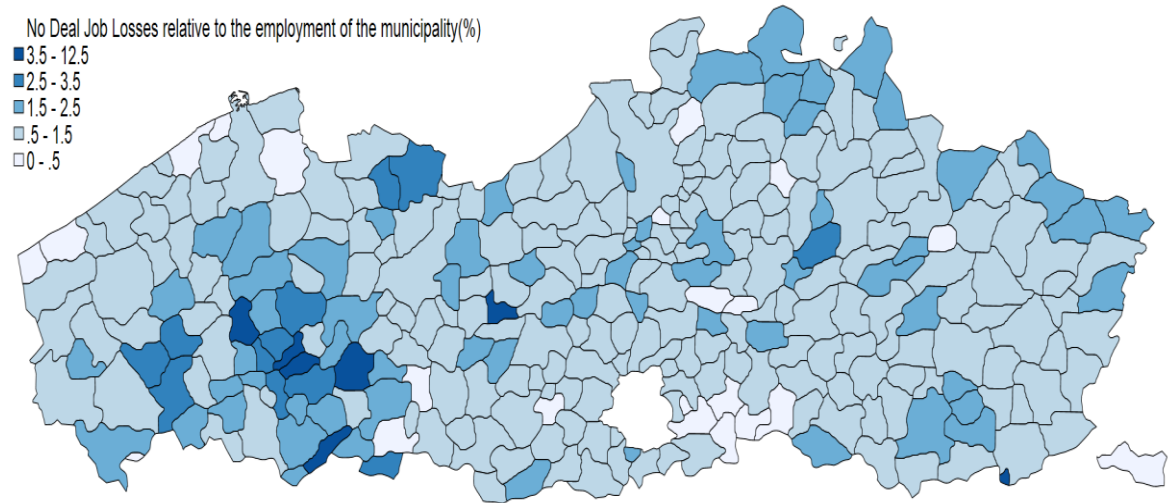 No Deal Job Losses relative to the employment of the municipality(%)
3.5 - 12.5
2.5 - 3.5
1.5 - 2.5
.5 - 1.5
0 - .5